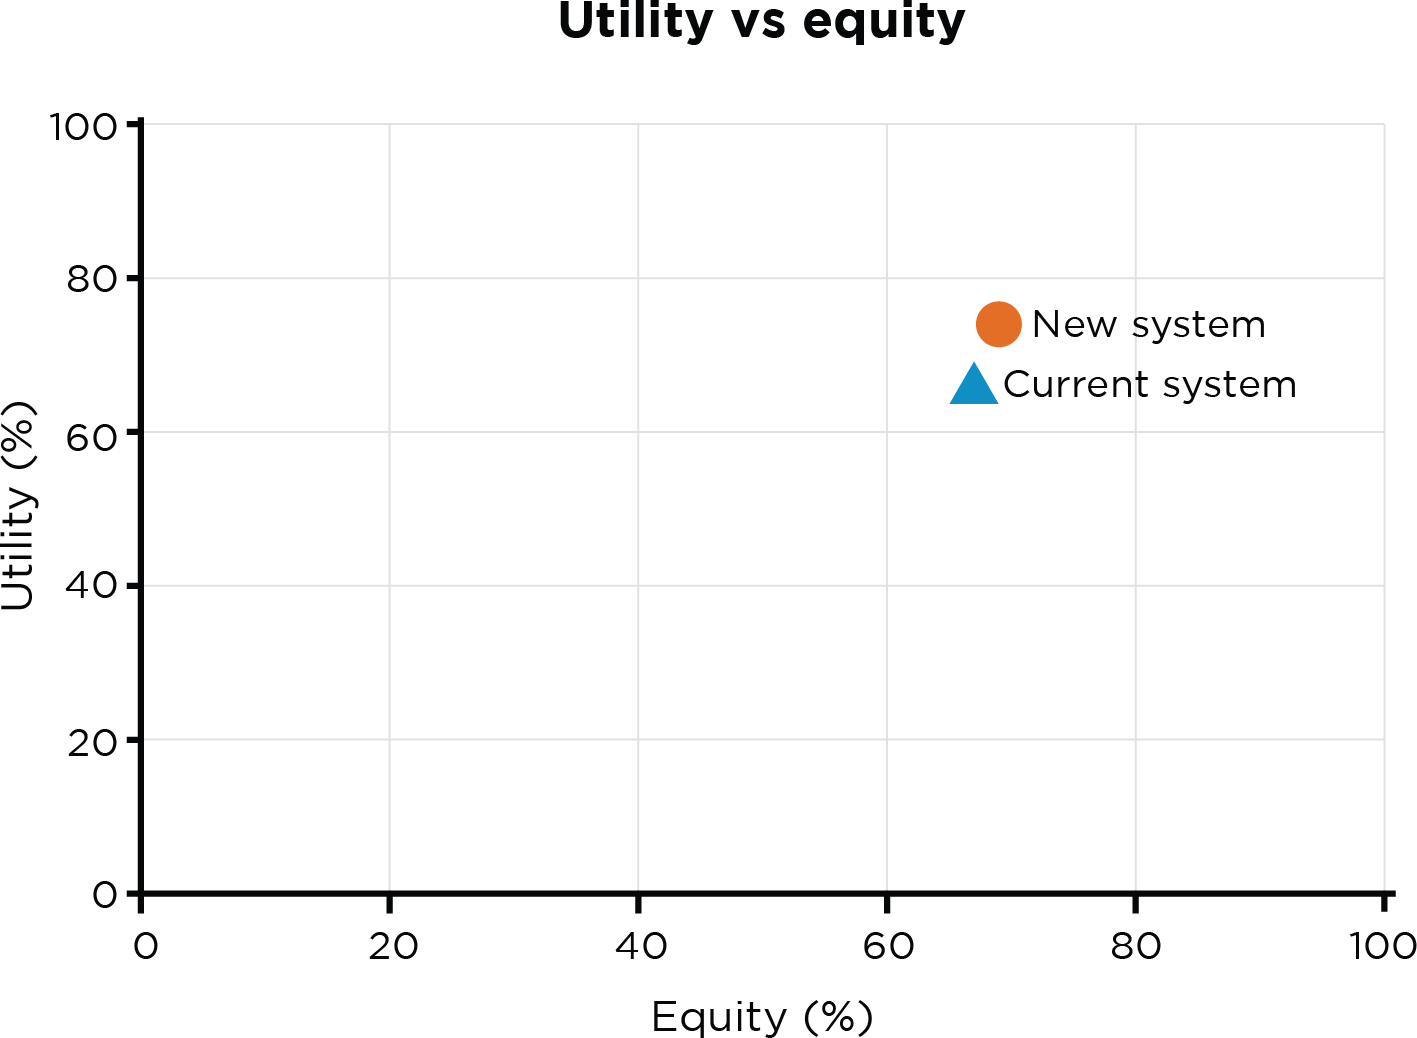 Utility vs equity
100
80
60
40
20
0
Utility (%)
New system
Current system
0 20 40 60 80 100
Equity (%)